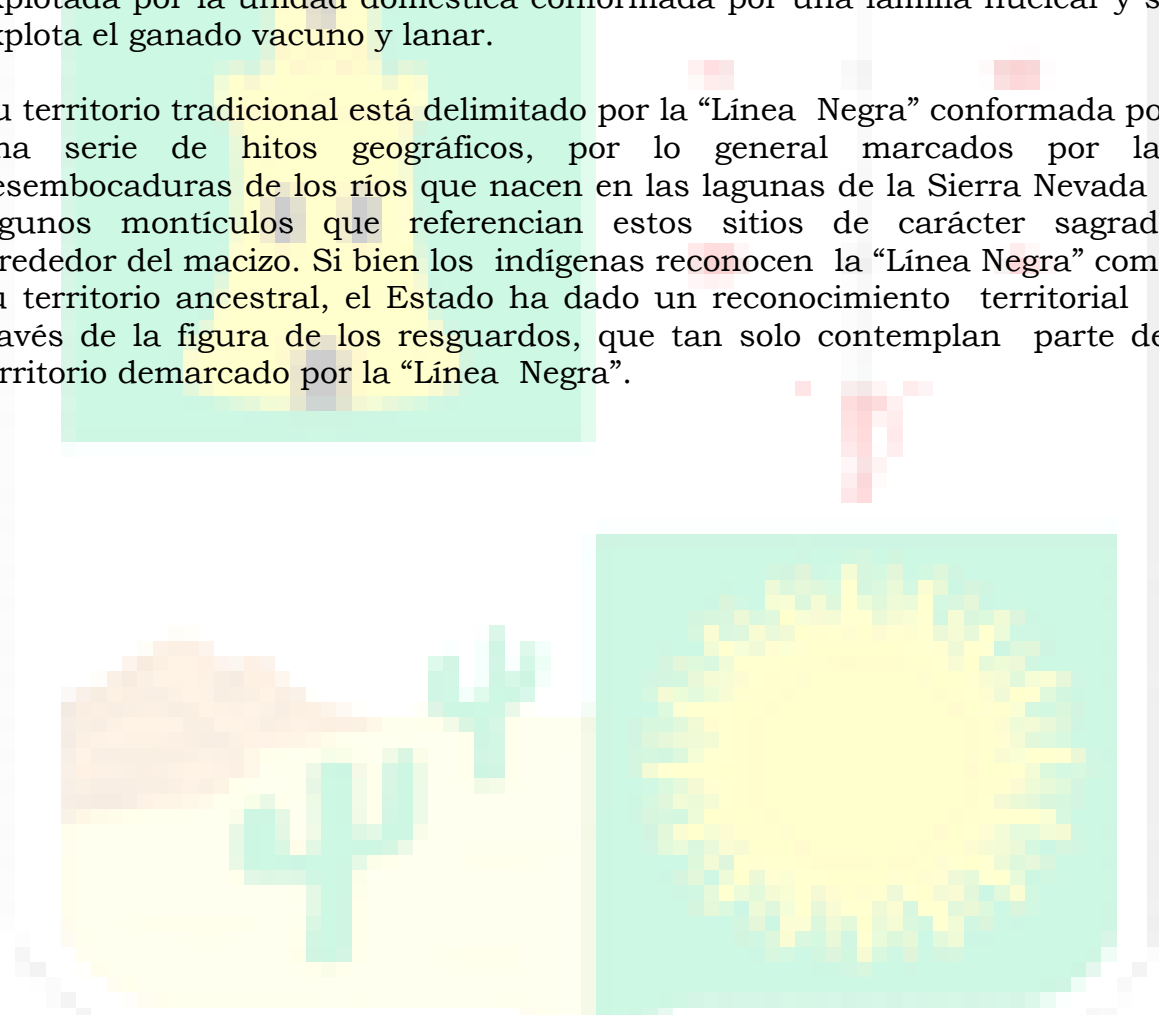 xplotada por la unidad doméstica conformada por una familia nuclear y s
xplota el ganado vacuno y lanar.
u territorio tradicional está delimitado por la “Línea  Negra” conformada po
na serie de hitos geográficos, por lo general marcados por la
esembocaduras de los ríos que nacen en las lagunas de la Sierra Nevada
gunos montículos que referencian estos sitios de carácter sagrad
rededor del macizo. Si bien los  indígenas reconocen  la “Línea Negra” com
u territorio ancestral, el Estado ha dado un reconocimiento  territorial
avés de la figura de los resguardos, que tan solo contemplan  parte de
rritorio demarcado por la “Línea  Negra”.